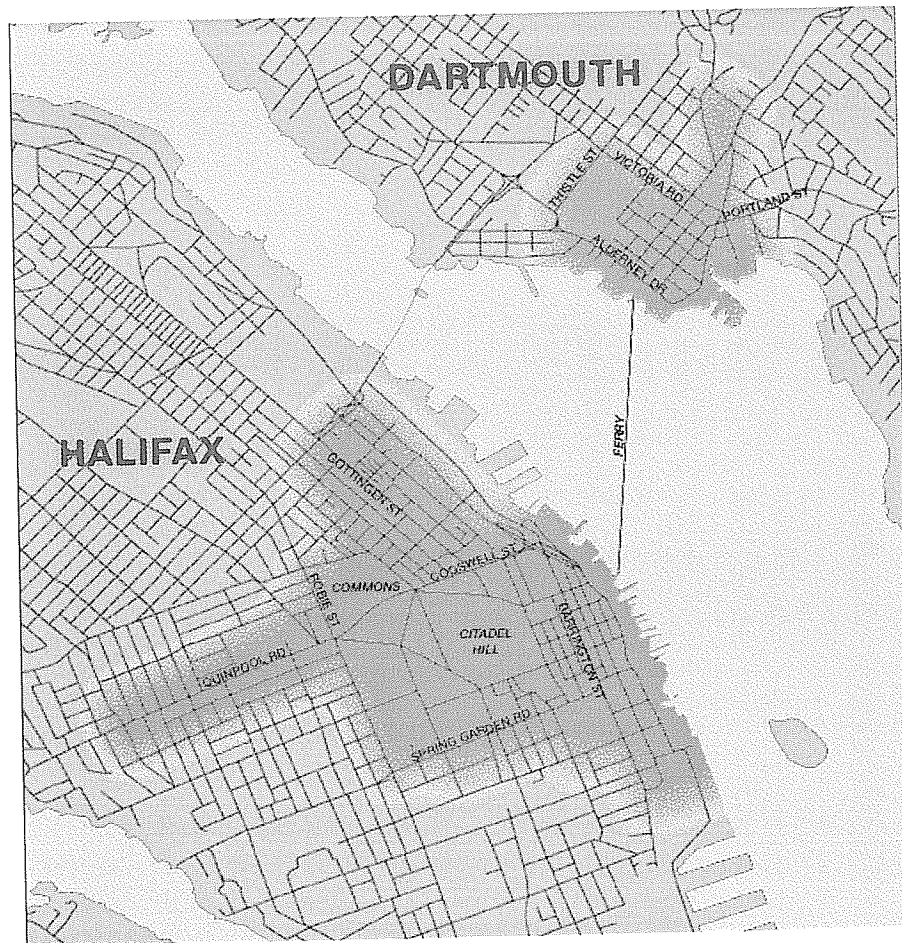 DARTMOUTH
THISTLE ST
VICTORIA RD
PORTLAND ST
ALDERNEY DR
FERRY
HALIFAX
GOTTINGEN ST
COGSWELL ST
COMMONS
ROBIE ST
BARRINGTON ST
CITADEL
HILL
QUINPOOL RD
SPRING GARDEN RD